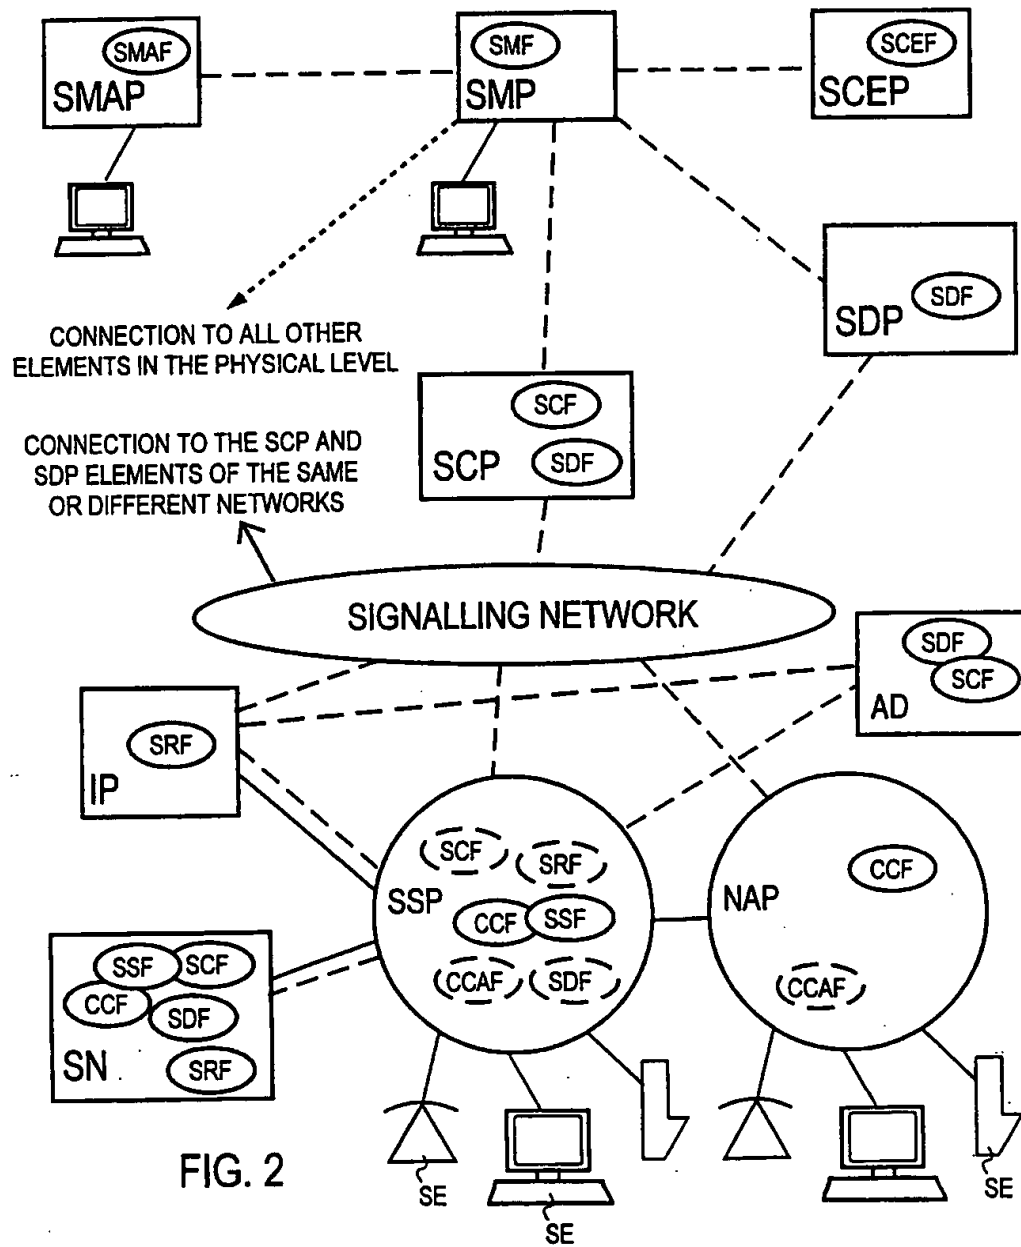 SMAF
SMAP
SMF
SMP
SCEF
SCEP
SDF
SDP
CONNECTION TO ALL OTHER
ELEMENTS IN THE PHYSICAL LEVEL
CONNECTION TO THE SCP AND
SDP ELEMENTS OF THE SAME
OR DIFFERENT NETWORKS
SCF
SCP
SDF
SIGNALLING NETWORK
SDF
SCF
AD
SRF
IP
SCF
SRF
SSP
CCF
SSF
CCAF
SDF
CCF
NAP
CCAF
SSF
SCF
CCF
SDF
SN
SRF
FIG. 2
SE
SE
SE